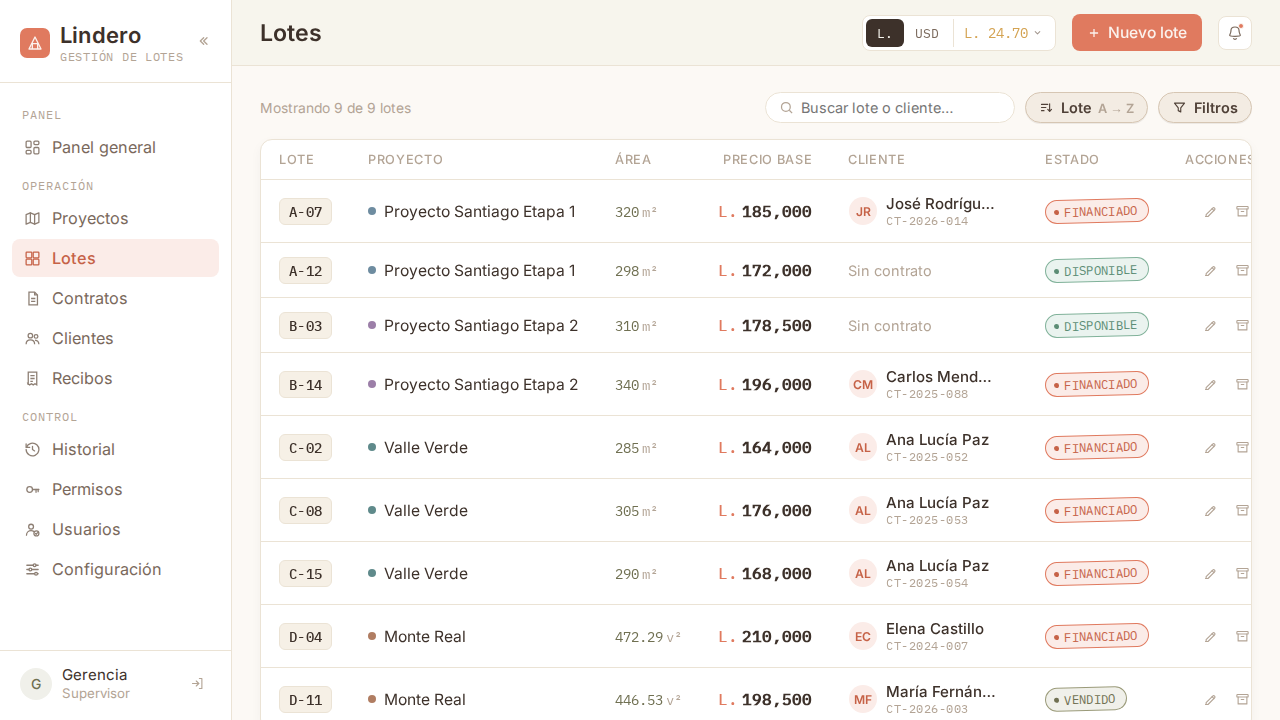 Lindero
GESTIÓN DE LOTES
PANEL
Panel general
OPERACIÓN
Proyectos
Lotes
Contratos
Clientes
Recibos
CONTROL
Historial
Permisos
Usuarios
Configuración
G
Gerencia
Supervisor
Lotes
L. USD L. 24.70
+ Nuevo lote
Mostrando 9 de 9 lotes
Buscar lote o cliente…
Lote A → Z
Filtros
LOTE PROYECTO ÁREA PRECIO BASE CLIENTE ESTADO ACCIONES
A-07 Proyecto Santiago Etapa 1 320 m² L. 185,000 JR José Rodrígu… FINANCIADO
CT-2026-014
A-12 Proyecto Santiago Etapa 1 298 m² L. 172,000 Sin contrato DISPONIBLE
B-03 Proyecto Santiago Etapa 2 310 m² L. 178,500 Sin contrato DISPONIBLE
B-14 Proyecto Santiago Etapa 2 340 m² L. 196,000 CM Carlos Mend… FINANCIADO
CT-2025-088
C-02 Valle Verde 285 m² L. 164,000 AL Ana Lucía Paz FINANCIADO
CT-2025-052
C-08 Valle Verde 305 m² L. 176,000 AL Ana Lucía Paz FINANCIADO
CT-2025-053
C-15 Valle Verde 290 m² L. 168,000 AL Ana Lucía Paz FINANCIADO
CT-2025-054
D-04 Monte Real 472.29 v² L. 210,000 EC Elena Castillo FINANCIADO
CT-2024-007
D-11 Monte Real 446.53 v² L. 198,500 MF María Fernán… VENDIDO
CT-2026-003